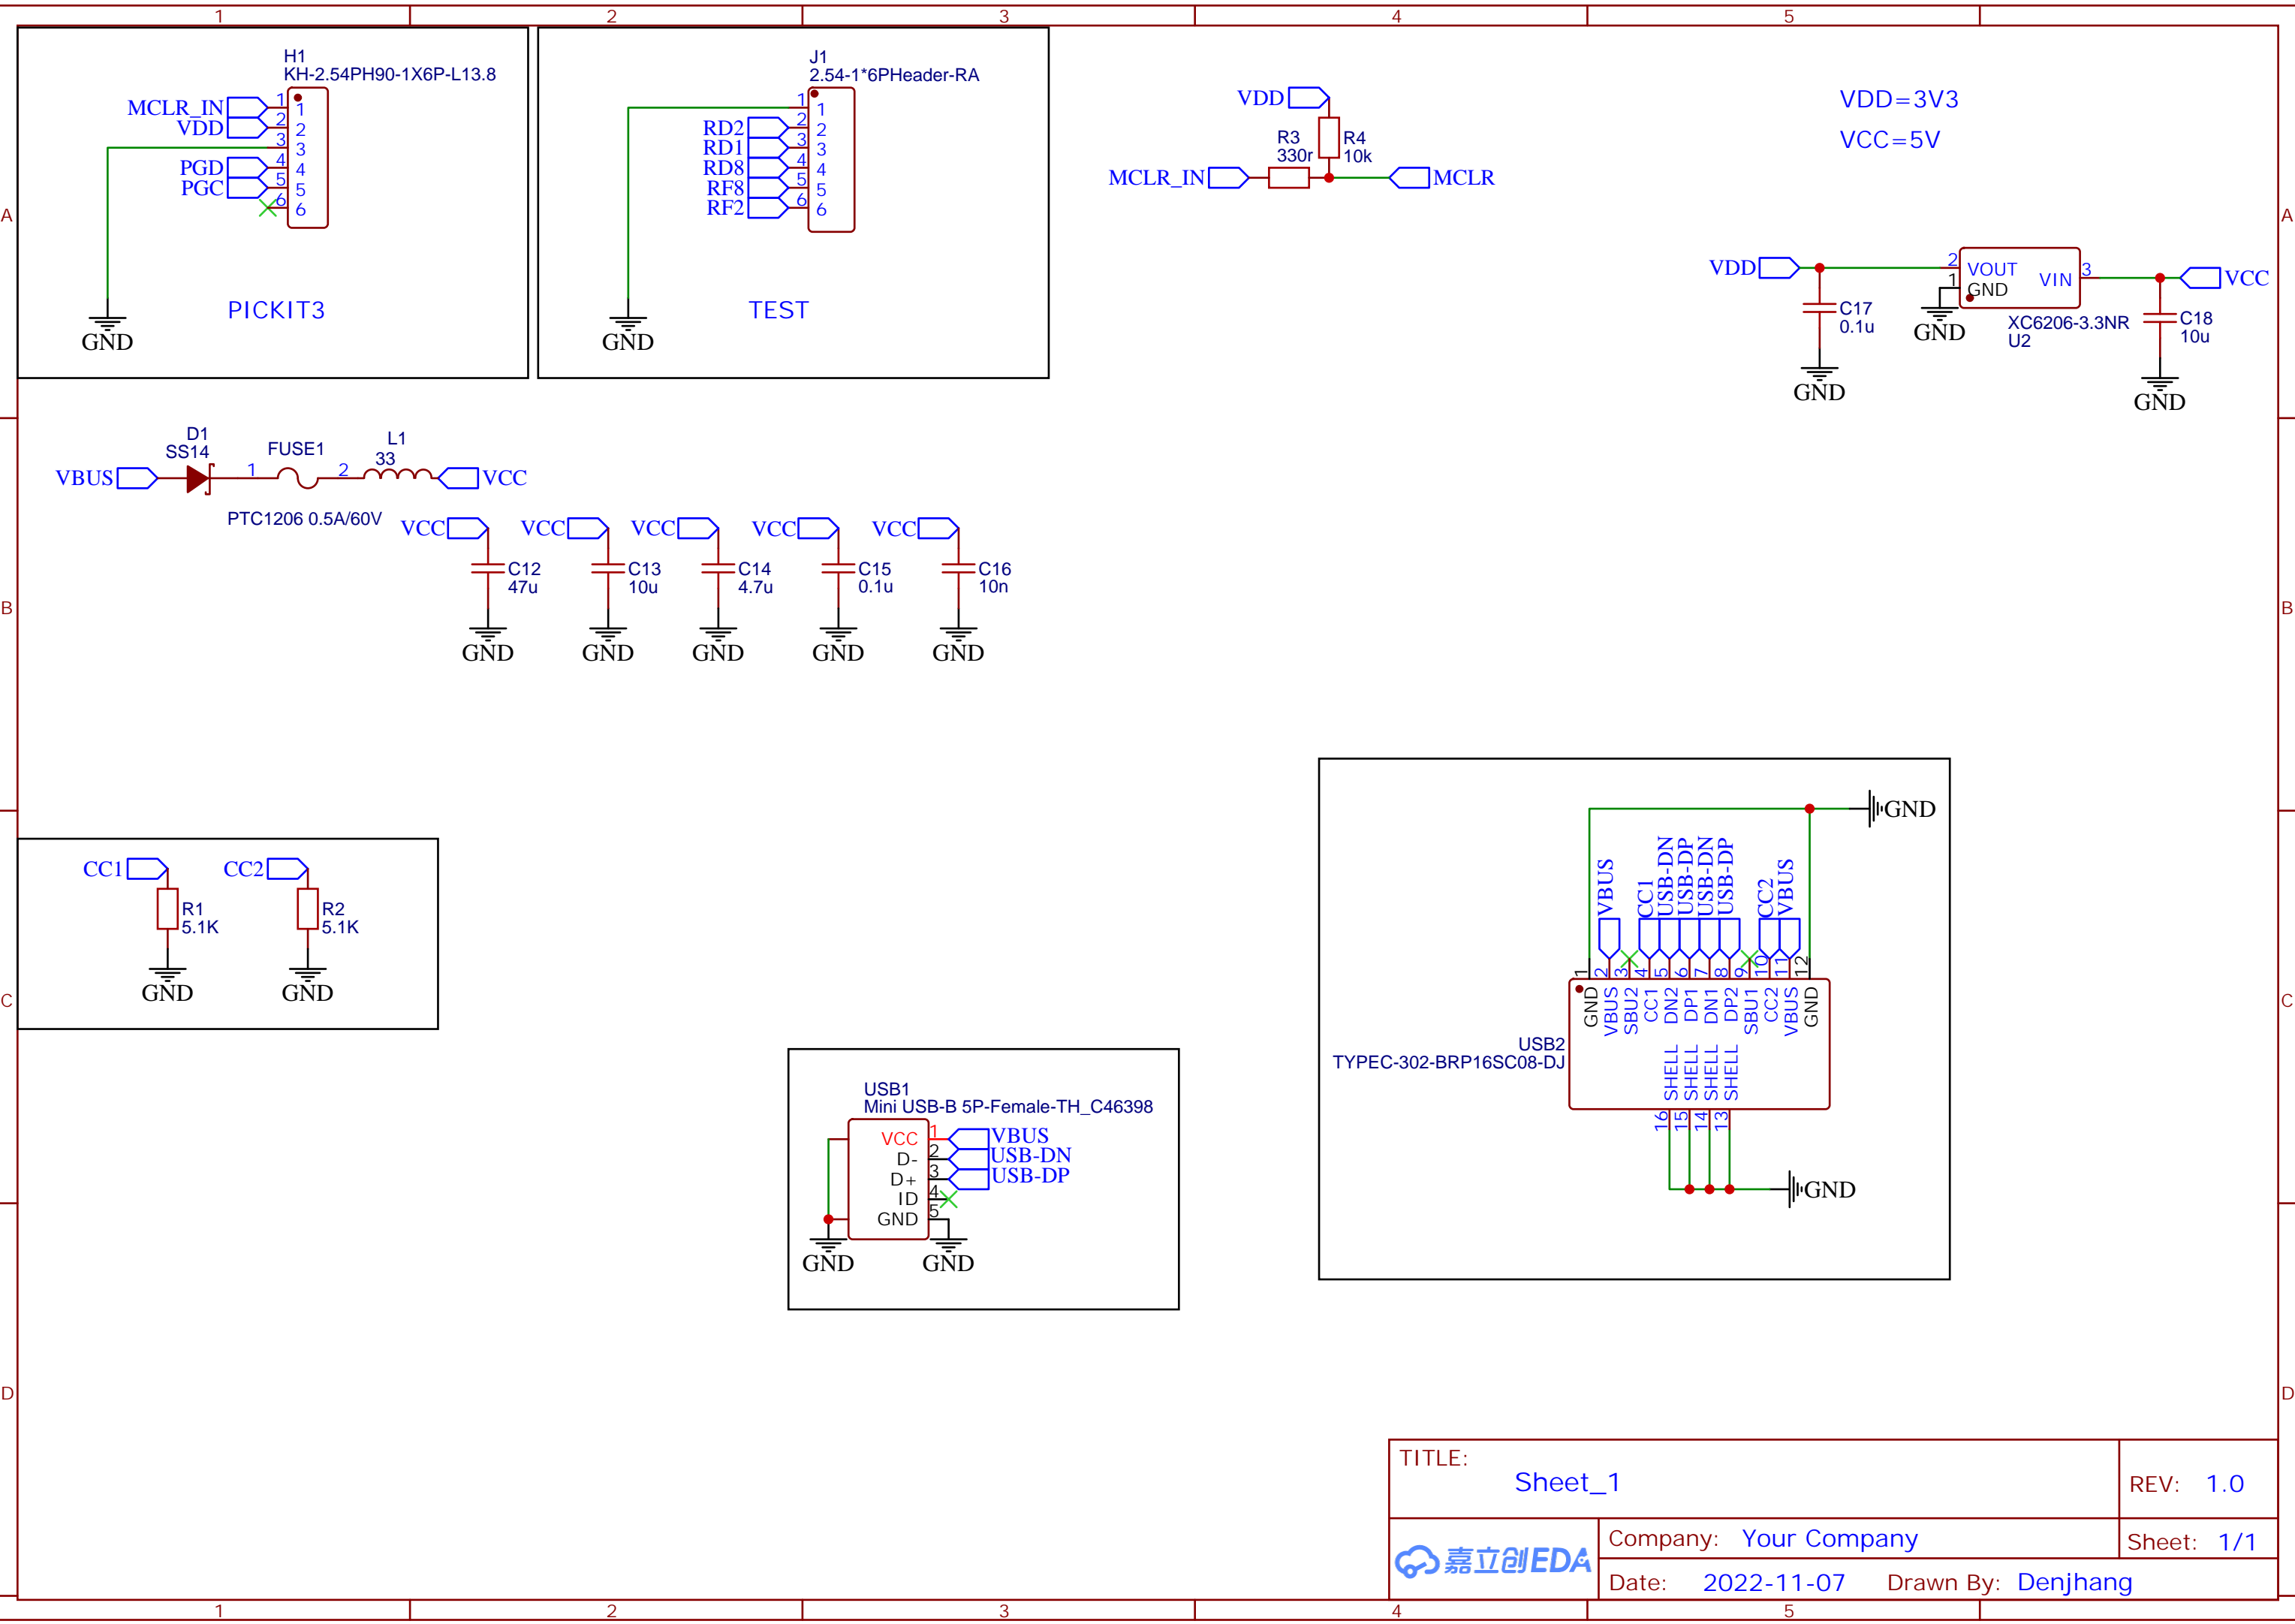 1 2 3 4 5
H1
KH-2.54PH90-1X6P-L13.8
MCLR_IN 1 1
VDD 2 2
3 3
PGD 4 4
PGC 5 5
6 6
GND
PICKIT3
J1
2.54-1*6PHeader-RA
1 1
RD2 2 2
RD1 3 3
RD8 4 4
RF8 5 5
RF2 6 6
GND
TEST
VDD
R3
330r
R4
10k
MCLR_IN
MCLR
VDD=3V3
VCC=5V
A
A
VDD
2 VOUT
1 GND
VIN 3
VCC
C17
0.1u
GND
GND
XC6206-3.3NR
U2
C18
10u
GND
D1
SS14
FUSE1
L1
33
VBUS
1 2
VCC
PTC1206 0.5A/60V
VCC VCC VCC VCC VCC
C12
47u
C13
10u
C14
4.7u
C15
0.1u
C16
10n
GND GND GND GND GND
B
B
CC1
R1
5.1K
GND
CC2
R2
5.1K
GND
C
C
GND
VBUS CC1 USB-DN USB-DP USB-DN USB-DP CC2 VBUS
1 2 3 4 5 6 7 8 9 10 11 12
GND VBUS SBU2 CC1 DN2 DP1 DN1 DP2 SBU1 CC2 VBUS GND
USB2
TYPEC-302-BRP16SC08-DJ
SHELL SHELL SHELL SHELL
16 15 14 13
GND
USB1
Mini USB-B 5P-Female-TH_C46398
VCC 1 VBUS
D- 2 USB-DN
D+ 3 USB-DP
ID 4
GND 5
GND
GND
D
D
TITLE:
Sheet_1
REV: 1.0
嘉立创EDA
Company: Your Company
Sheet: 1/1
Date: 2022-11-07
Drawn By: Denjhang
1 2 3 4 5